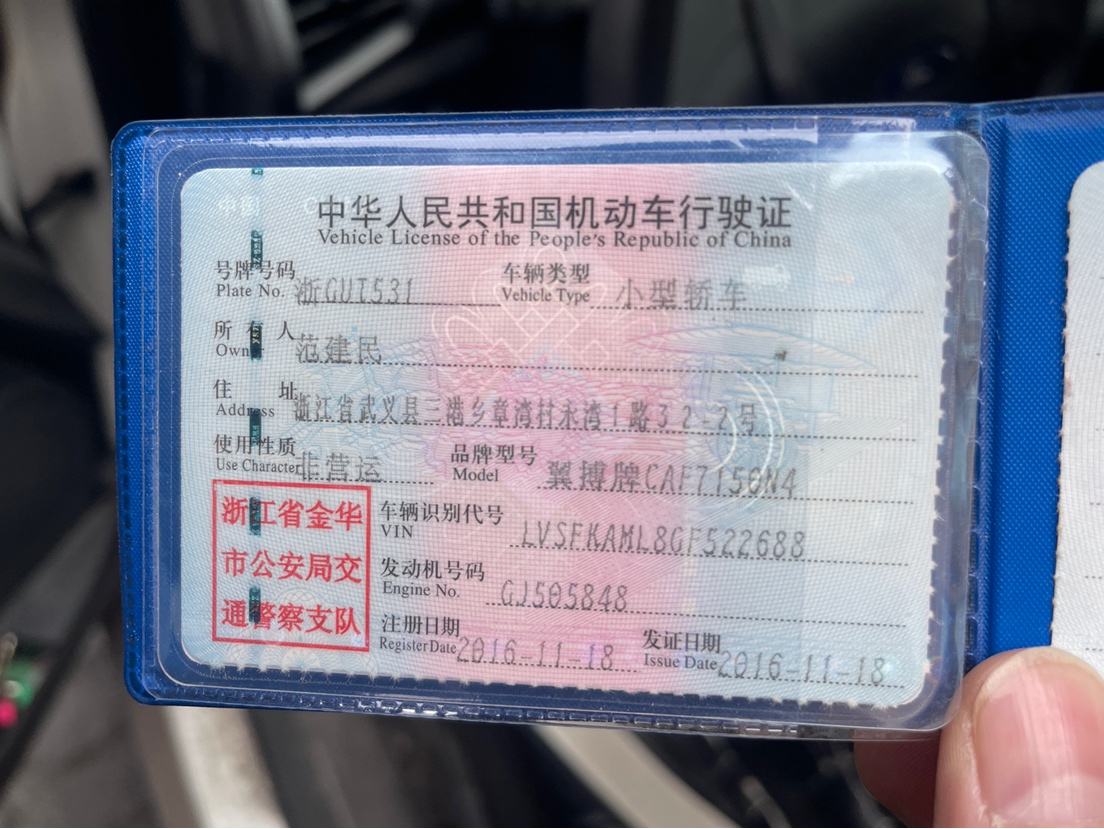 中华人民共和国机动车行驶证
Vehicle License of the People's Republic of China
号牌号码 浙GUT531 车辆类型 小型轿车
Plate No. Vehicle Type
所有人 范建民
Owner
住址 浙江省武义县三港乡章湾村永湾1路32-2号
Address
使用性质 非营运 品牌型号 翼搏牌CAF7150N4
Use Character Model
浙江省金华
市公安局交
通警察支队
车辆识别代号 LVSFKAML8GF522688
VIN
发动机号码 GJ505848
Engine No.
注册日期 2016-11-18 发证日期 2016-11-18
Register Date Issue Date